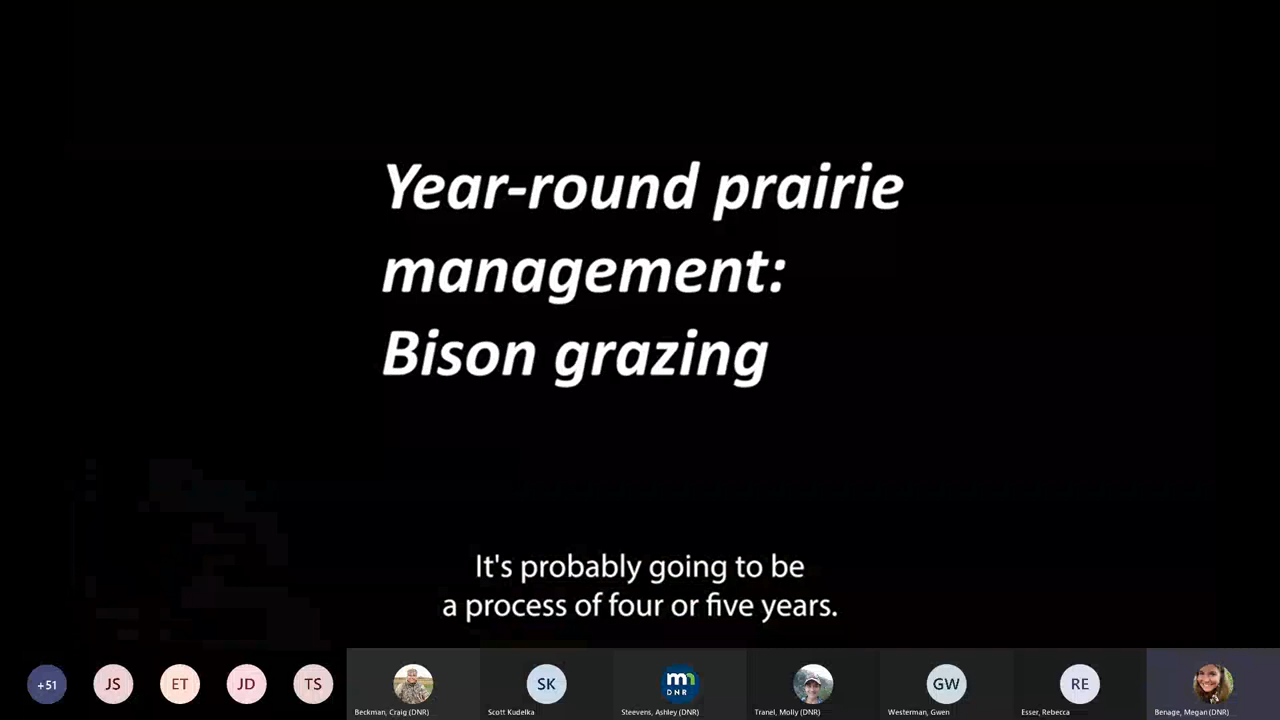 Year-round prairie
management:
Bison grazing
It's probably going to be
a process of four or five years.
+51
JS
ET
JD
TS
SK
mn
DNR
GW
RE
Beckman, Craig (DNR)
Scott Kudelka
Steevens, Ashley (DNR)
Tranel, Molly (DNR)
Westerman, Gwen
Esser, Rebecca
Benage, Megan (DNR)